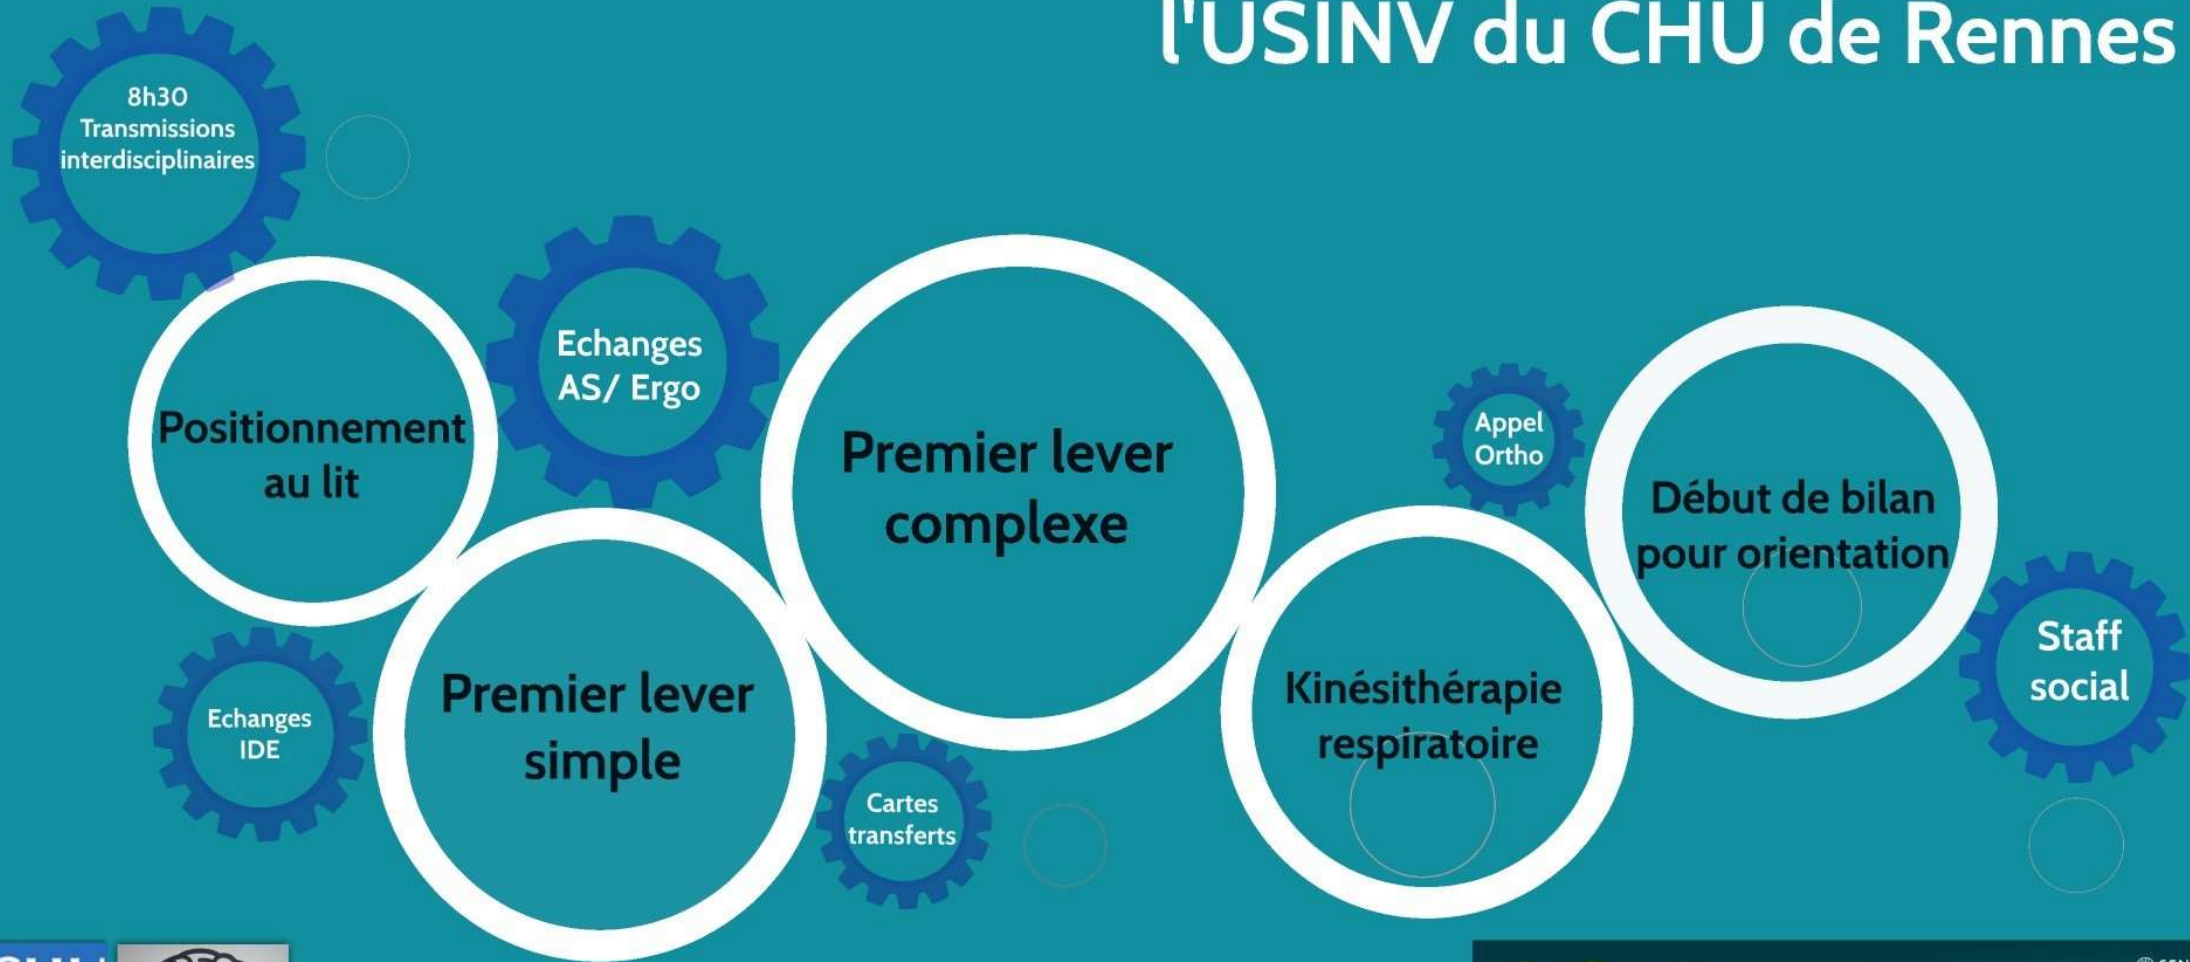 l'USINV du CHU de Rennes
8h30
Transmissions
interdisciplinaires
Positionnement
au lit
Echanges
IDE
Echanges
AS/ Ergo
Premier lever
simple
Premier lever
complexe
Cartes
transferts
Kinésithérapie
respiratoire
Appel
Ortho
Début de bilan
pour orientation
Staff
social